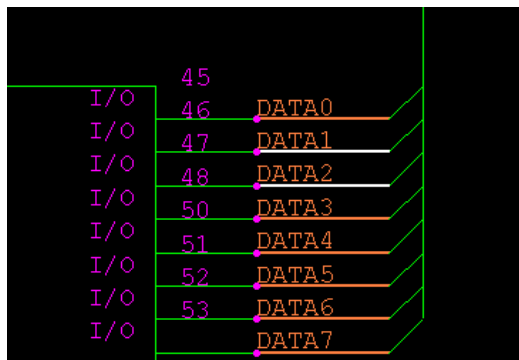 45
I/O 46 DATA0
I/O 47 DATA1
I/O 48 DATA2
I/O 50 DATA3
I/O 51 DATA4
I/O 52 DATA5
I/O 53 DATA6
I/O DATA7